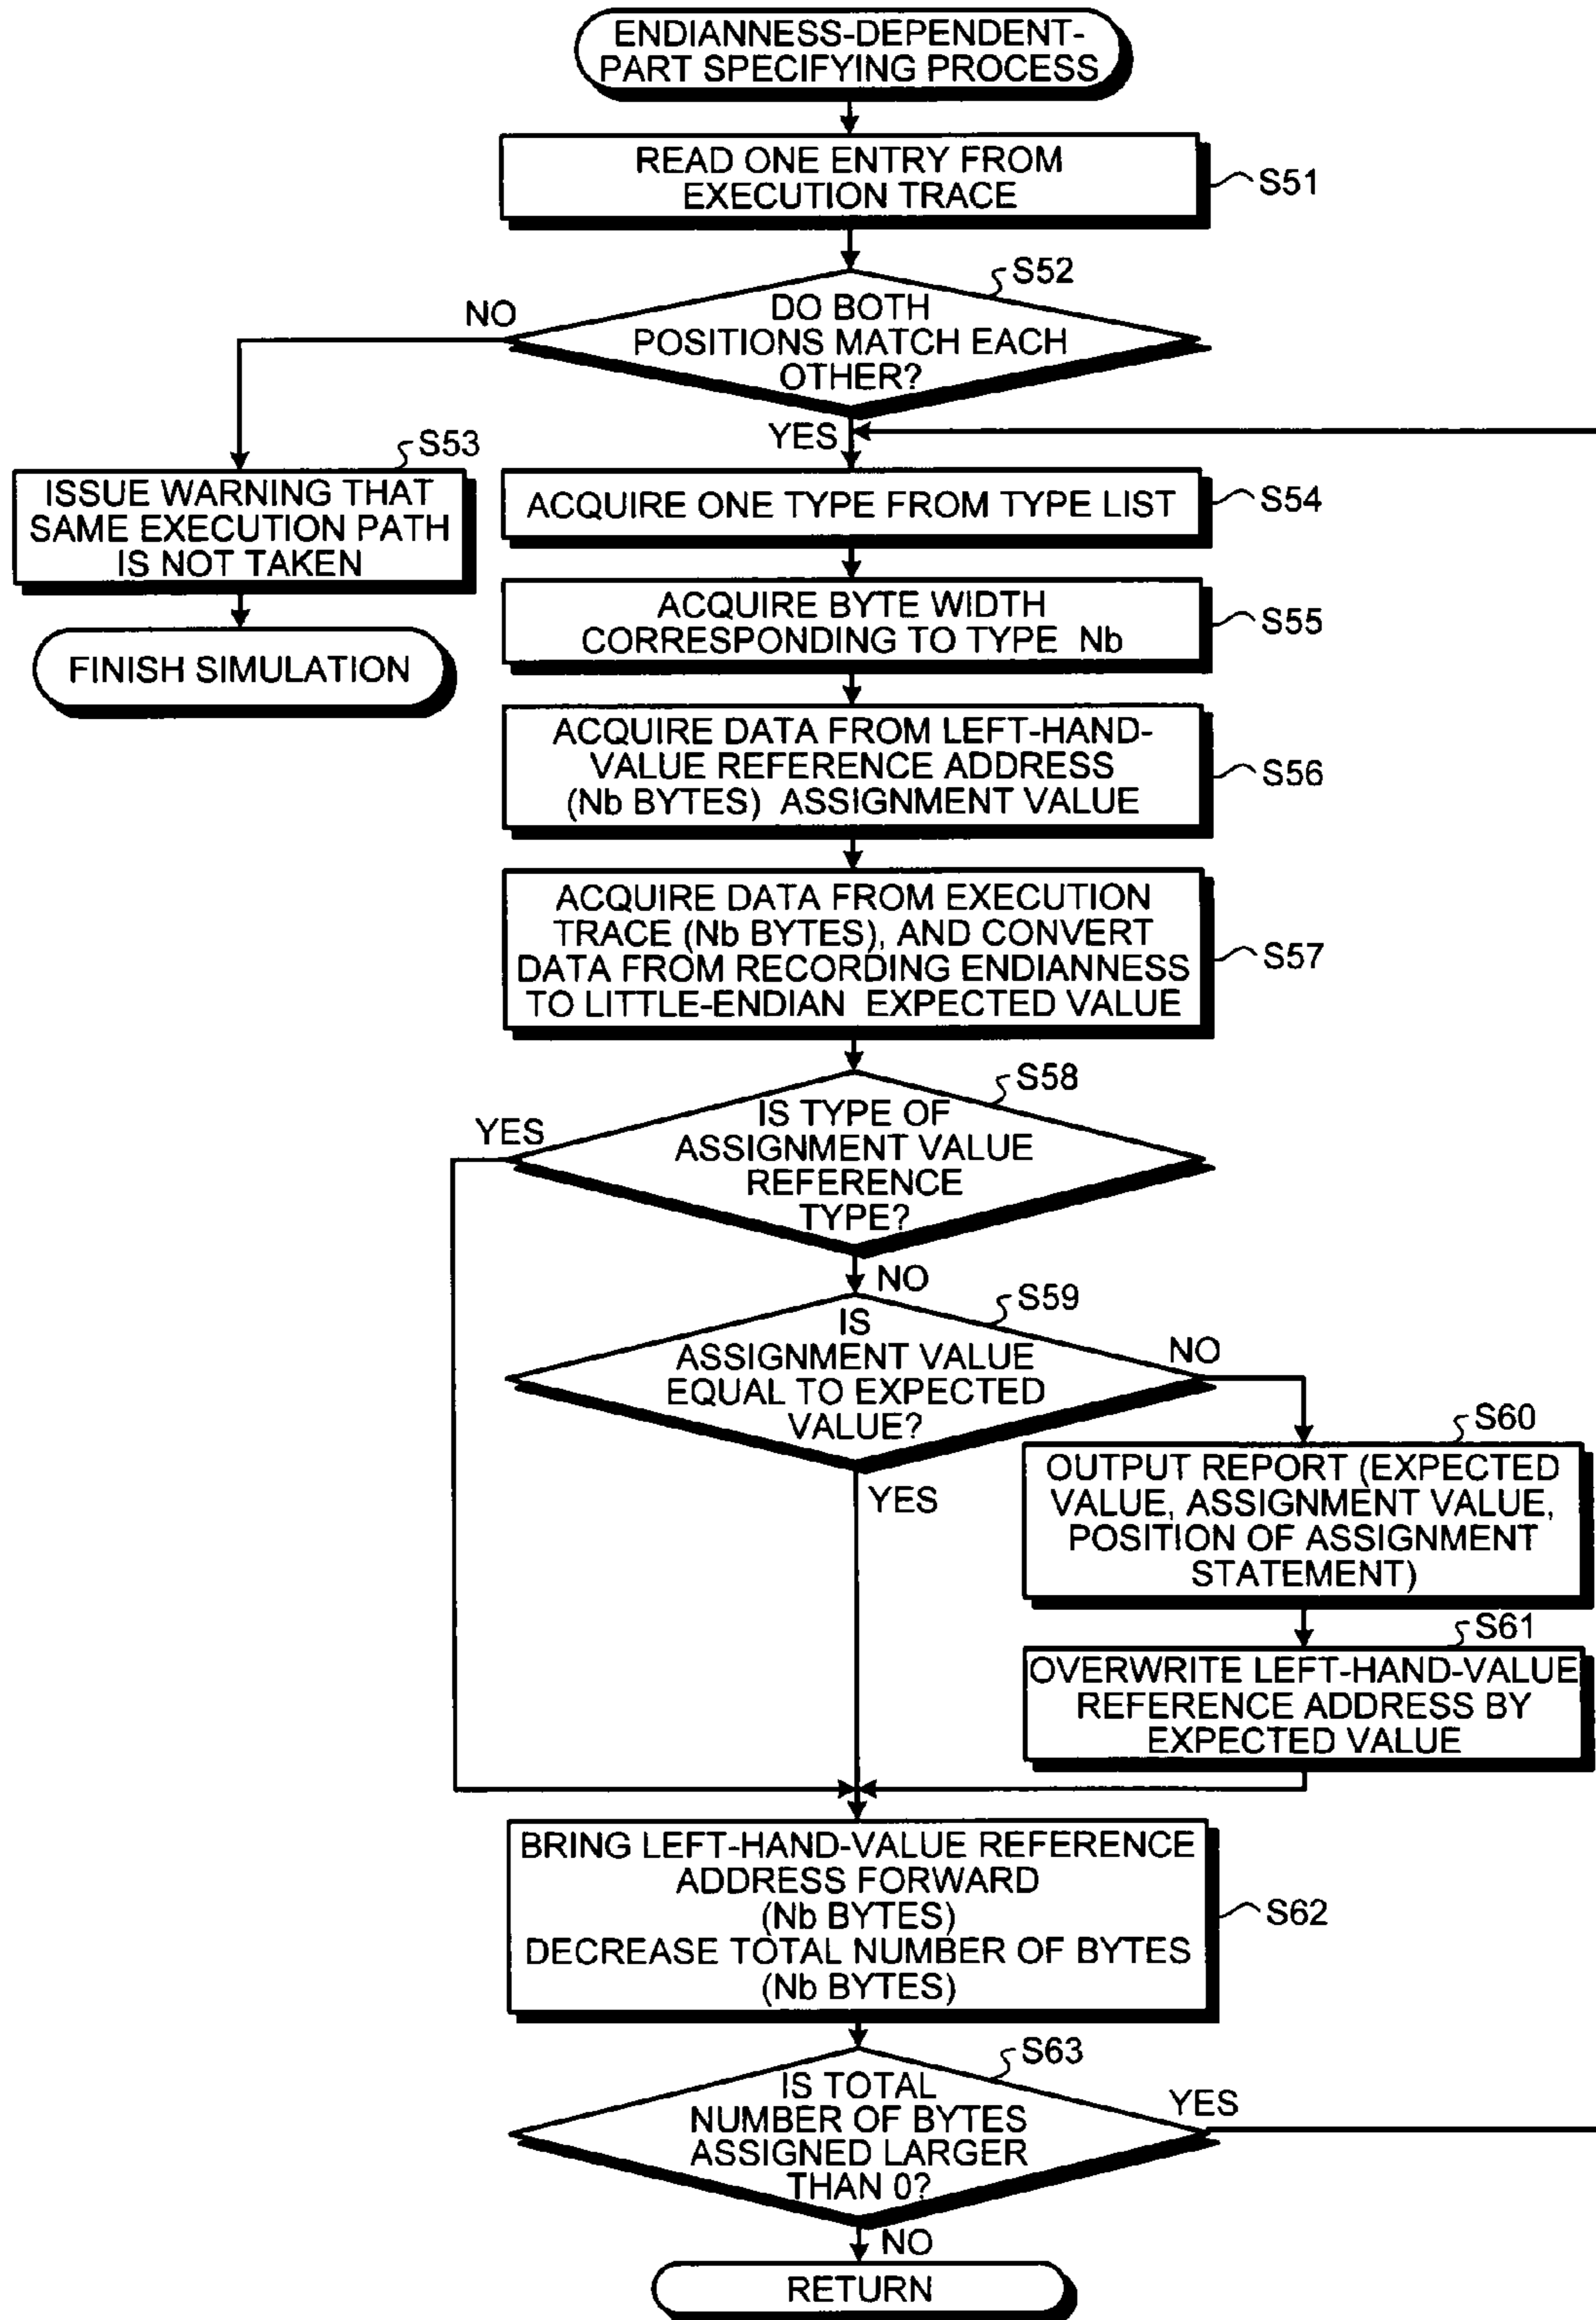 ENDIANNESS-DEPENDENT-
PART SPECIFYING PROCESS
READ ONE ENTRY FROM
EXECUTION TRACE
S51
S52
DO BOTH
POSITIONS MATCH EACH
OTHER?
NO
YES
S53
ISSUE WARNING THAT
SAME EXECUTION PATH
IS NOT TAKEN
FINISH SIMULATION
ACQUIRE ONE TYPE FROM TYPE LIST
S54
ACQUIRE BYTE WIDTH
CORRESPONDING TO TYPE Nb
S55
ACQUIRE DATA FROM LEFT-HAND-
VALUE REFERENCE ADDRESS
(Nb BYTES) ASSIGNMENT VALUE
S56
ACQUIRE DATA FROM EXECUTION
TRACE (Nb BYTES), AND CONVERT
DATA FROM RECORDING ENDIANNESS
TO LITTLE-ENDIAN EXPECTED VALUE
S57
S58
IS TYPE OF
ASSIGNMENT VALUE
REFERENCE
TYPE?
YES
NO
S59
IS
ASSIGNMENT VALUE
EQUAL TO EXPECTED
VALUE?
NO
YES
S60
OUTPUT REPORT (EXPECTED
VALUE, ASSIGNMENT VALUE,
POSITION OF ASSIGNMENT
STATEMENT)
S61
OVERWRITE LEFT-HAND-VALUE
REFERENCE ADDRESS BY
EXPECTED VALUE
BRING LEFT-HAND-VALUE REFERENCE
ADDRESS FORWARD
(Nb BYTES)
DECREASE TOTAL NUMBER OF BYTES
(Nb BYTES)
S62
S63
IS TOTAL
NUMBER OF BYTES
ASSIGNED LARGER
THAN 0?
YES
NO
RETURN